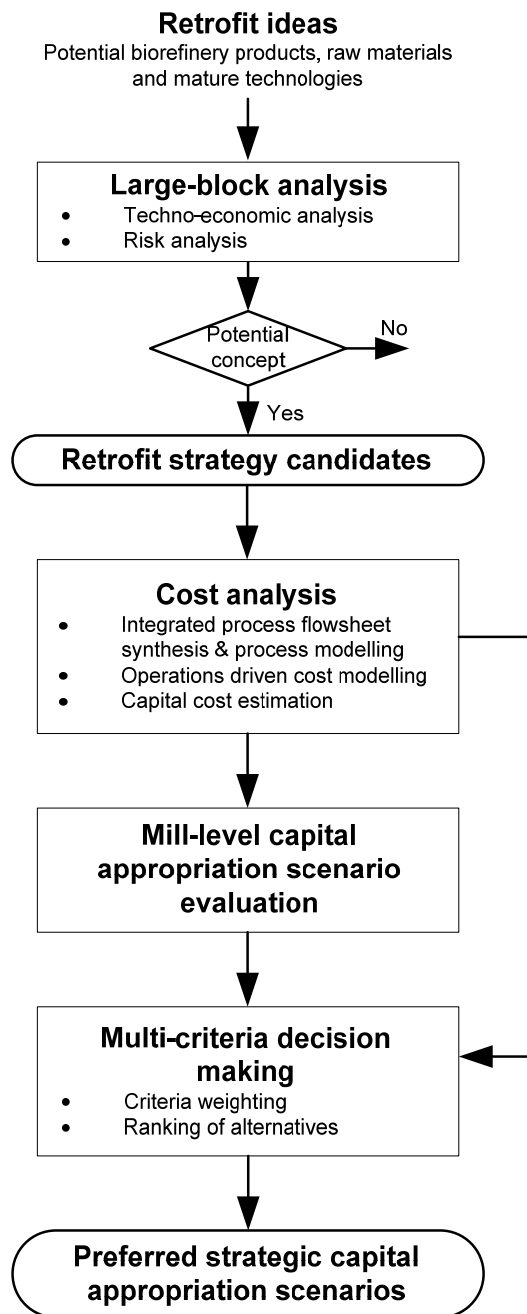 Retrofit ideas
Potential biorefinery products, raw materials
and mature technologies
Large-block analysis
• Techno-economic analysis
• Risk analysis
Potential
concept
No
Yes
Retrofit strategy candidates
Cost analysis
• Integrated process flowsheet
synthesis & process modelling
• Operations driven cost modelling
• Capital cost estimation
Mill-level capital
appropriation scenario
evaluation
Multi-criteria decision
making
• Criteria weighting
• Ranking of alternatives
Preferred strategic capital
appropriation scenarios